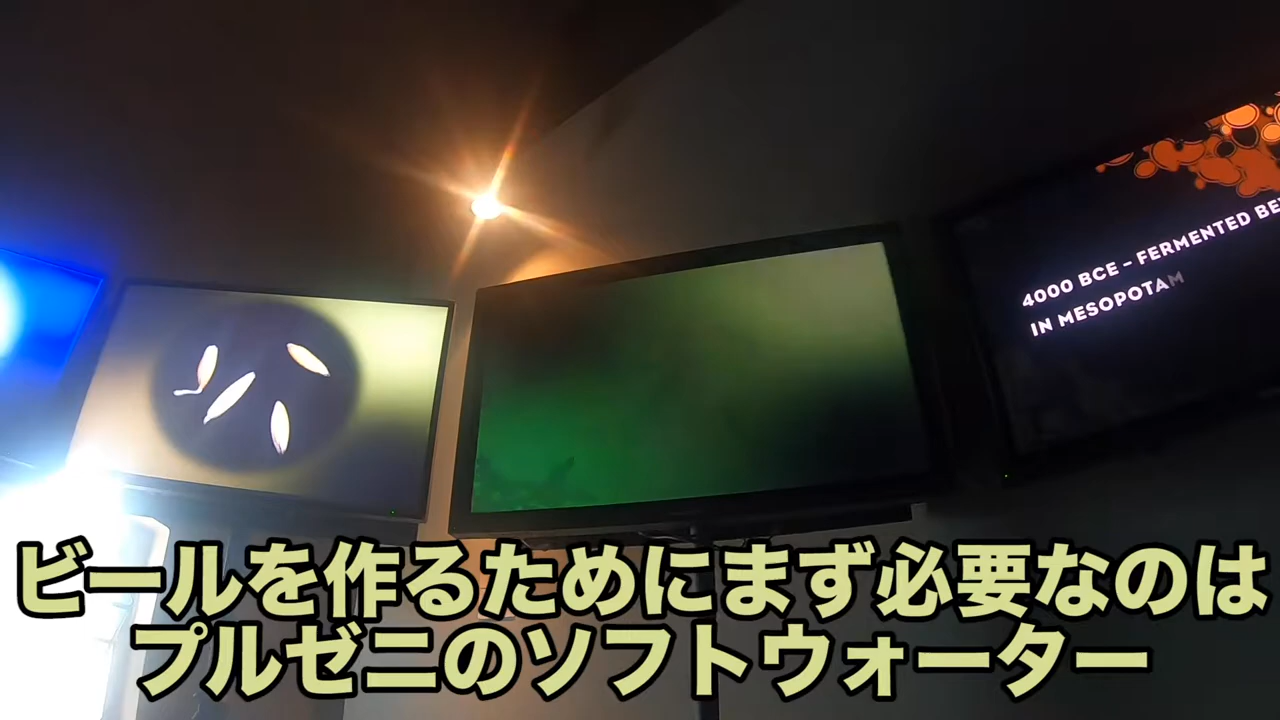 4000 BCE – FERMENTED BE
IN MESOPOTAM
ビールを作るためにまず必要なのは
プルゼニのソフトウォーター